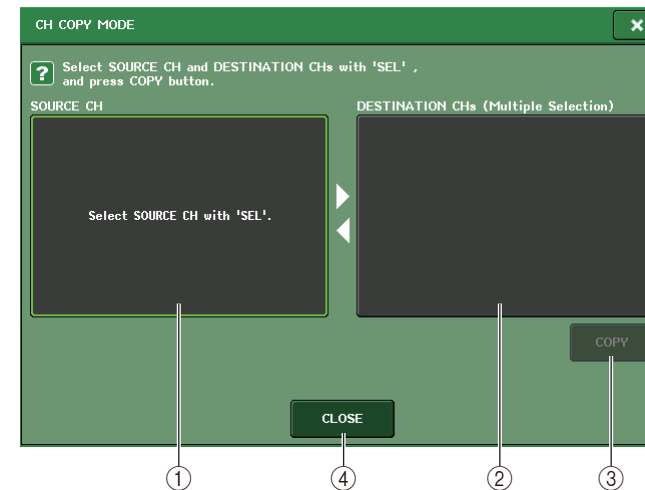 CH COPY MODE
×
? Select SOURCE CH and DESTINATION CHs with 'SEL' ,
and press COPY button.
SOURCE CH
DESTINATION CHs (Multiple Selection)
Select SOURCE CH with 'SEL'.
COPY
CLOSE
① ④ ② ③